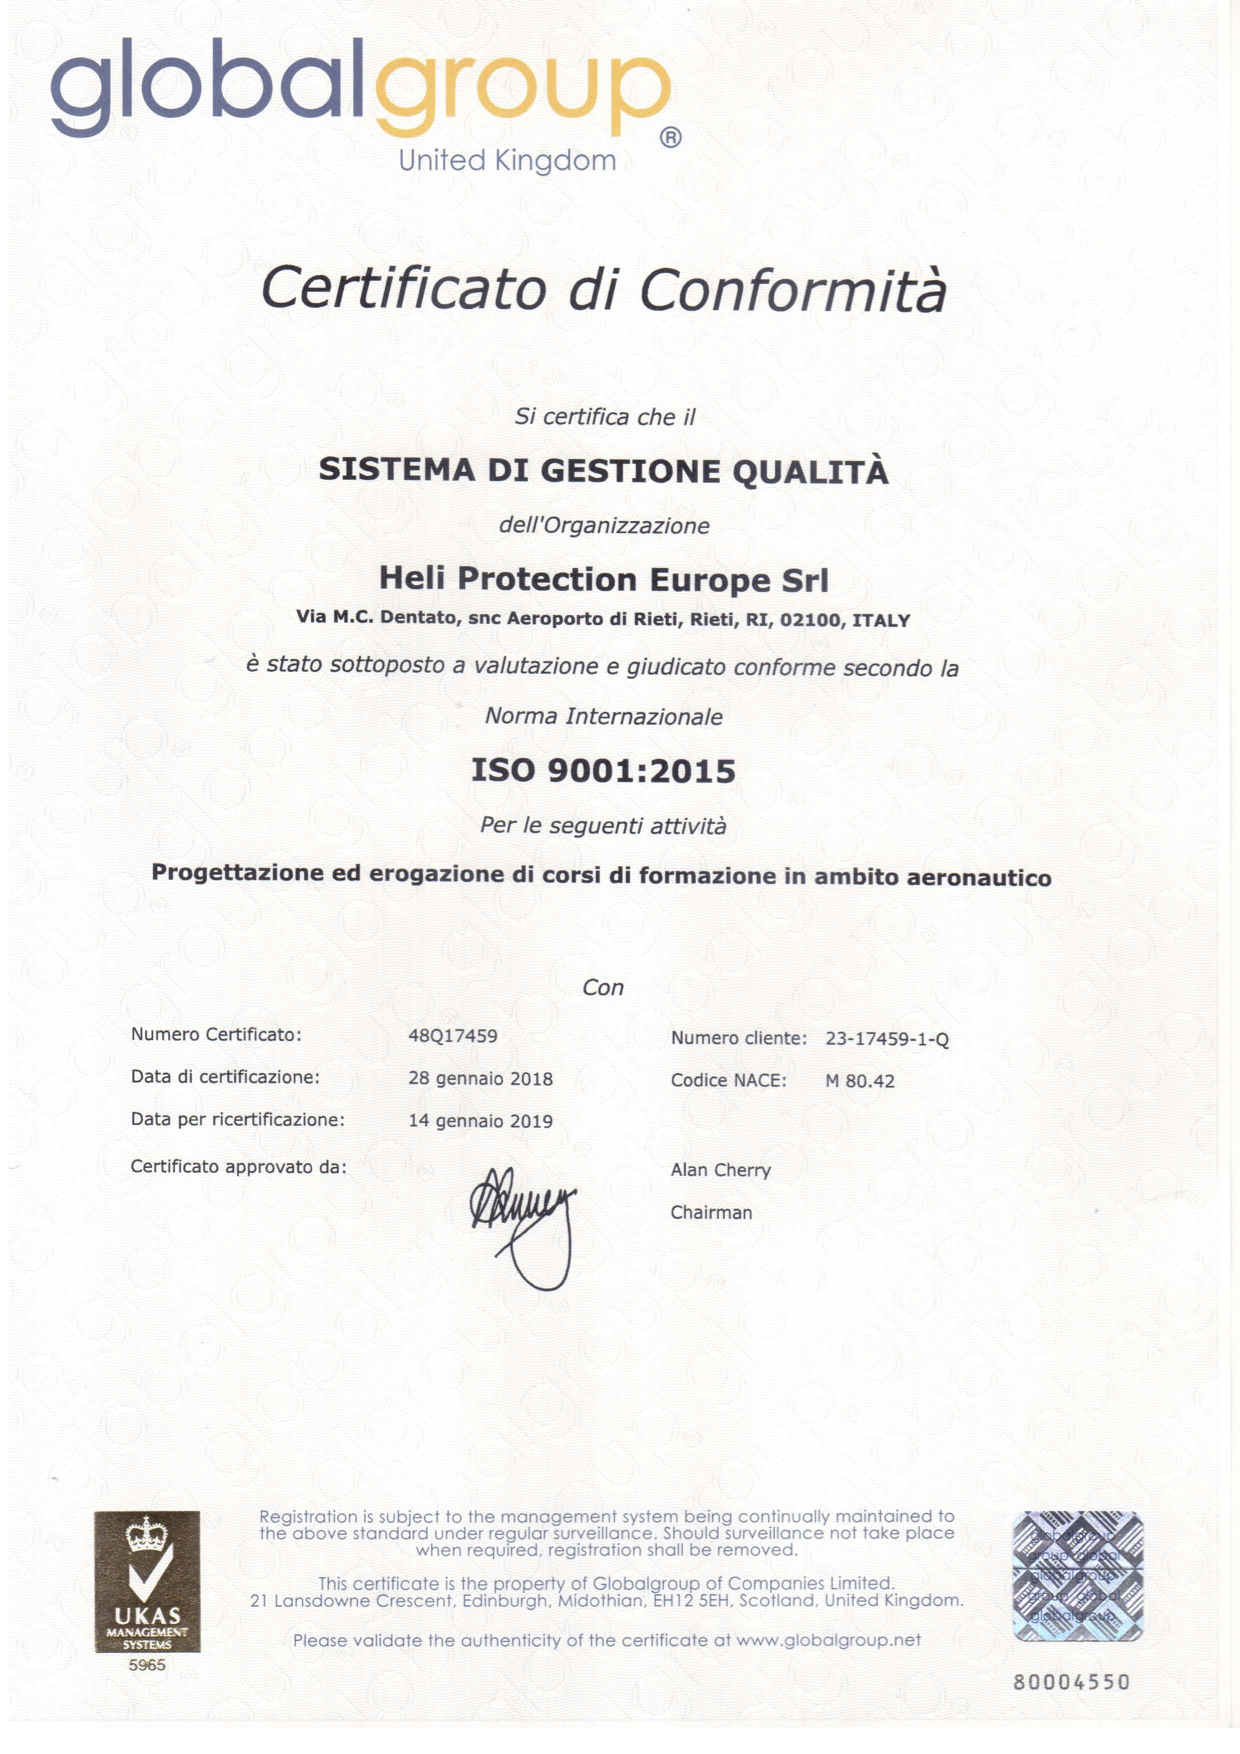 globalgroup
®
United Kingdom
Certificato di Conformità
Si certifica che il
SISTEMA DI GESTIONE QUALITÀ
dell'Organizzazione
Heli Protection Europe Srl
Via M.C. Dentato, snc Aeroporto di Rieti, Rieti, RI, 02100, ITALY
è stato sottoposto a valutazione e giudicato conforme secondo la
Norma Internazionale
ISO 9001:2015
Per le seguenti attività
Progettazione ed erogazione di corsi di formazione in ambito aeronautico
Con
Numero Certificato: 48Q17459 Numero cliente: 23-17459-1-Q
Data di certificazione: 28 gennaio 2018 Codice NACE: M 80.42
Data per ricertificazione: 14 gennaio 2019
Certificato approvato da: Alan Cherry
Chairman
Registration is subject to the management system being continually maintained to
the above standard under regular surveillance. Should surveillance not take place
when required, registration shall be removed.
This certificate is the property of Globalgroup of Companies Limited.
21 Lansdowne Crescent, Edinburgh, Midothian, EH12 5EH, Scotland, United Kingdom.
Please validate the authenticity of the certificate at www.globalgroup.net
UKAS
MANAGEMENT
SYSTEMS
5965
globalgroup
group global
globalgroup
group global
globalgroup
80004550